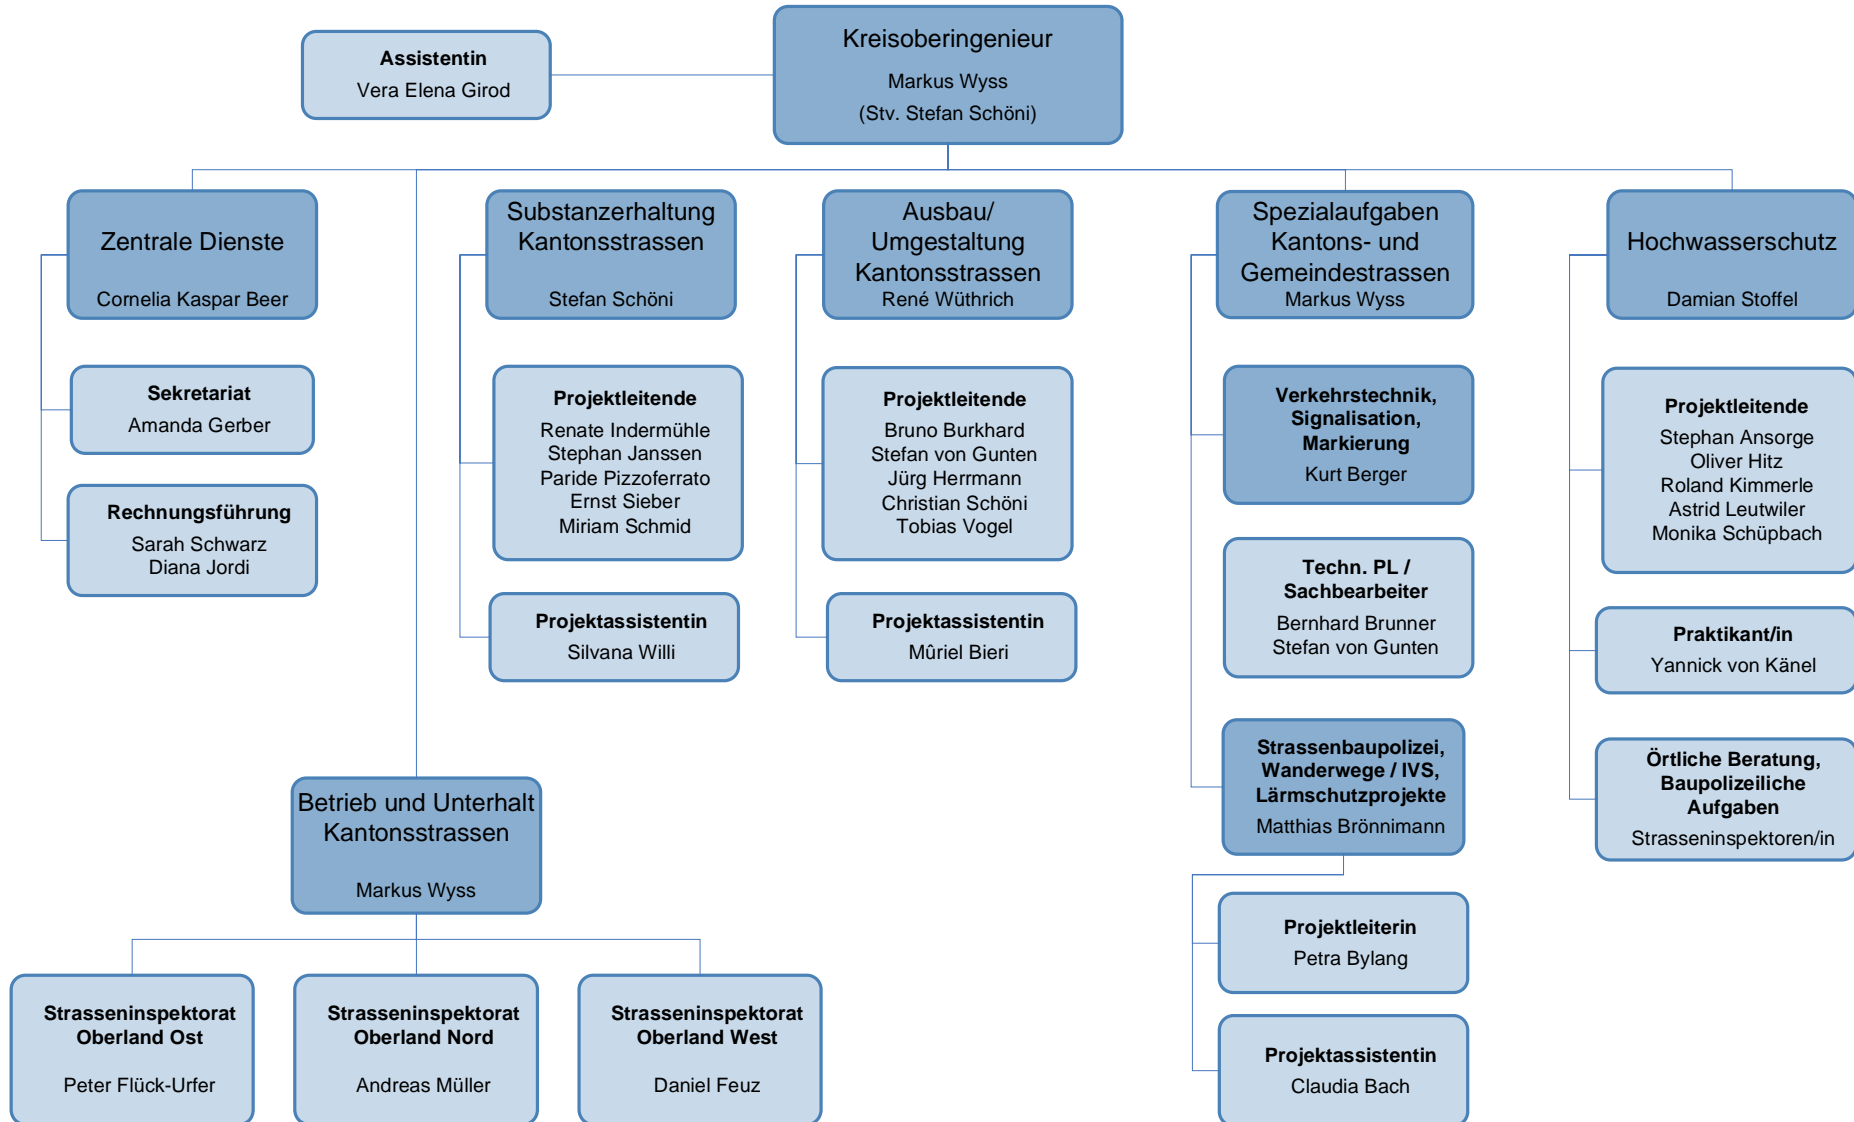 Kreisoberingenieur
Markus Wyss
(Stv. Stefan Schöni)
Assistentin
Vera Elena Girod
Zentrale Dienste
Cornelia Kaspar Beer
Sekretariat
Amanda Gerber
Rechnungsführung
Sarah Schwarz
Diana Jordi
Substanzerhaltung
Kantonsstrassen
Stefan Schöni
Projektleitende
Renate Indermühle
Stephan Janssen
Paride Pizzoferrato
Ernst Sieber
Miriam Schmid
Projektassistentin
Silvana Willi
Ausbau/
Umgestaltung
Kantonsstrassen
René Wüthrich
Projektleitende
Bruno Burkhard
Stefan von Gunten
Jürg Herrmann
Christian Schöni
Tobias Vogel
Projektassistentin
Mûriel Bieri
Spezialaufgaben
Kantons- und
Gemeindestrassen
Markus Wyss
Verkehrstechnik,
Signalisation,
Markierung
Kurt Berger
Techn. PL /
Sachbearbeiter
Bernhard Brunner
Stefan von Gunten
Strassenbaupolizei,
Wanderwege / IVS,
Lärmschutzprojekte
Matthias Brönnimann
Projektleiterin
Petra Bylang
Projektassistentin
Claudia Bach
Hochwasserschutz
Damian Stoffel
Projektleitende
Stephan Ansorge
Oliver Hitz
Roland Kimmerle
Astrid Leutwiler
Monika Schüpbach
Praktikant/in
Yannick von Känel
Örtliche Beratung,
Baupolizeiliche
Aufgaben
Strasseninspektoren/in
Betrieb und Unterhalt
Kantonsstrassen
Markus Wyss
Strasseninspektorat
Oberland Ost
Peter Flück-Urfer
Strasseninspektorat
Oberland Nord
Andreas Müller
Strasseninspektorat
Oberland West
Daniel Feuz